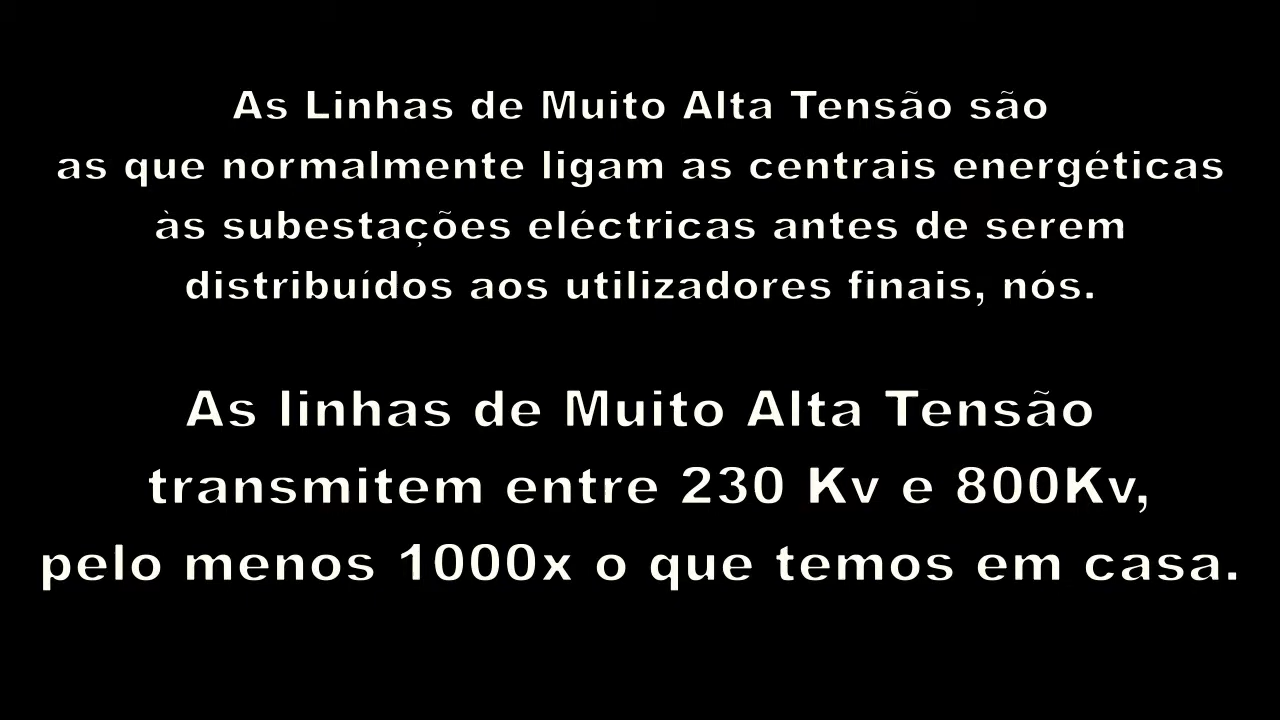 As Linhas de Muito Alta Tensão são
as que normalmente ligam as centrais energéticas
às subestações eléctricas antes de serem
distribuídos aos utilizadores finais, nós.
As linhas de Muito Alta Tensão
transmitem entre 230 Kv e 800Kv,
pelo menos 1000x o que temos em casa.